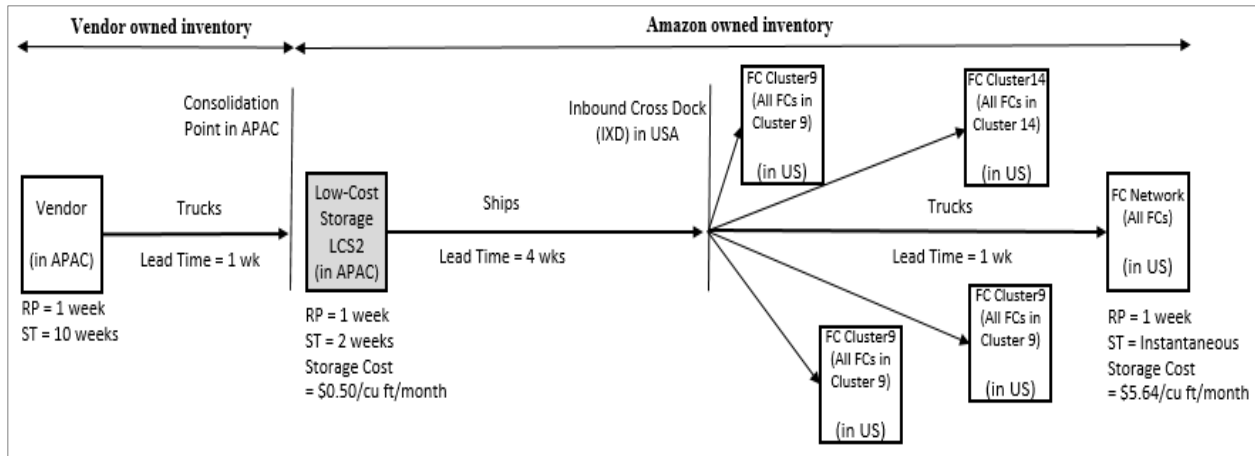 Vendor owned inventory
Amazon owned inventory
Consolidation
Point in APAC
Inbound Cross Dock
(IXD) in USA
FC Cluster9
(All FCs in
Cluster 9)
(in US)
FC Cluster14
(All FCs in
Cluster 14)
(in US)
Vendor
(in APAC)
Trucks
Lead Time = 1 wk
Low-Cost
Storage
LCS2
(in APAC)
Ships
Lead Time = 4 wks
Trucks
Lead Time = 1 wk
FC Network
(All FCs)
(in US)
RP = 1 week
ST = 10 weeks
RP = 1 week
ST = 2 weeks
Storage Cost
= $0.50/cu ft/month
FC Cluster9
(All FCs in
Cluster 9)
(in US)
FC Cluster9
(All FCs in
Cluster 9)
(in US)
RP = 1 week
ST = Instantaneous
Storage Cost
= $5.64/cu ft/month